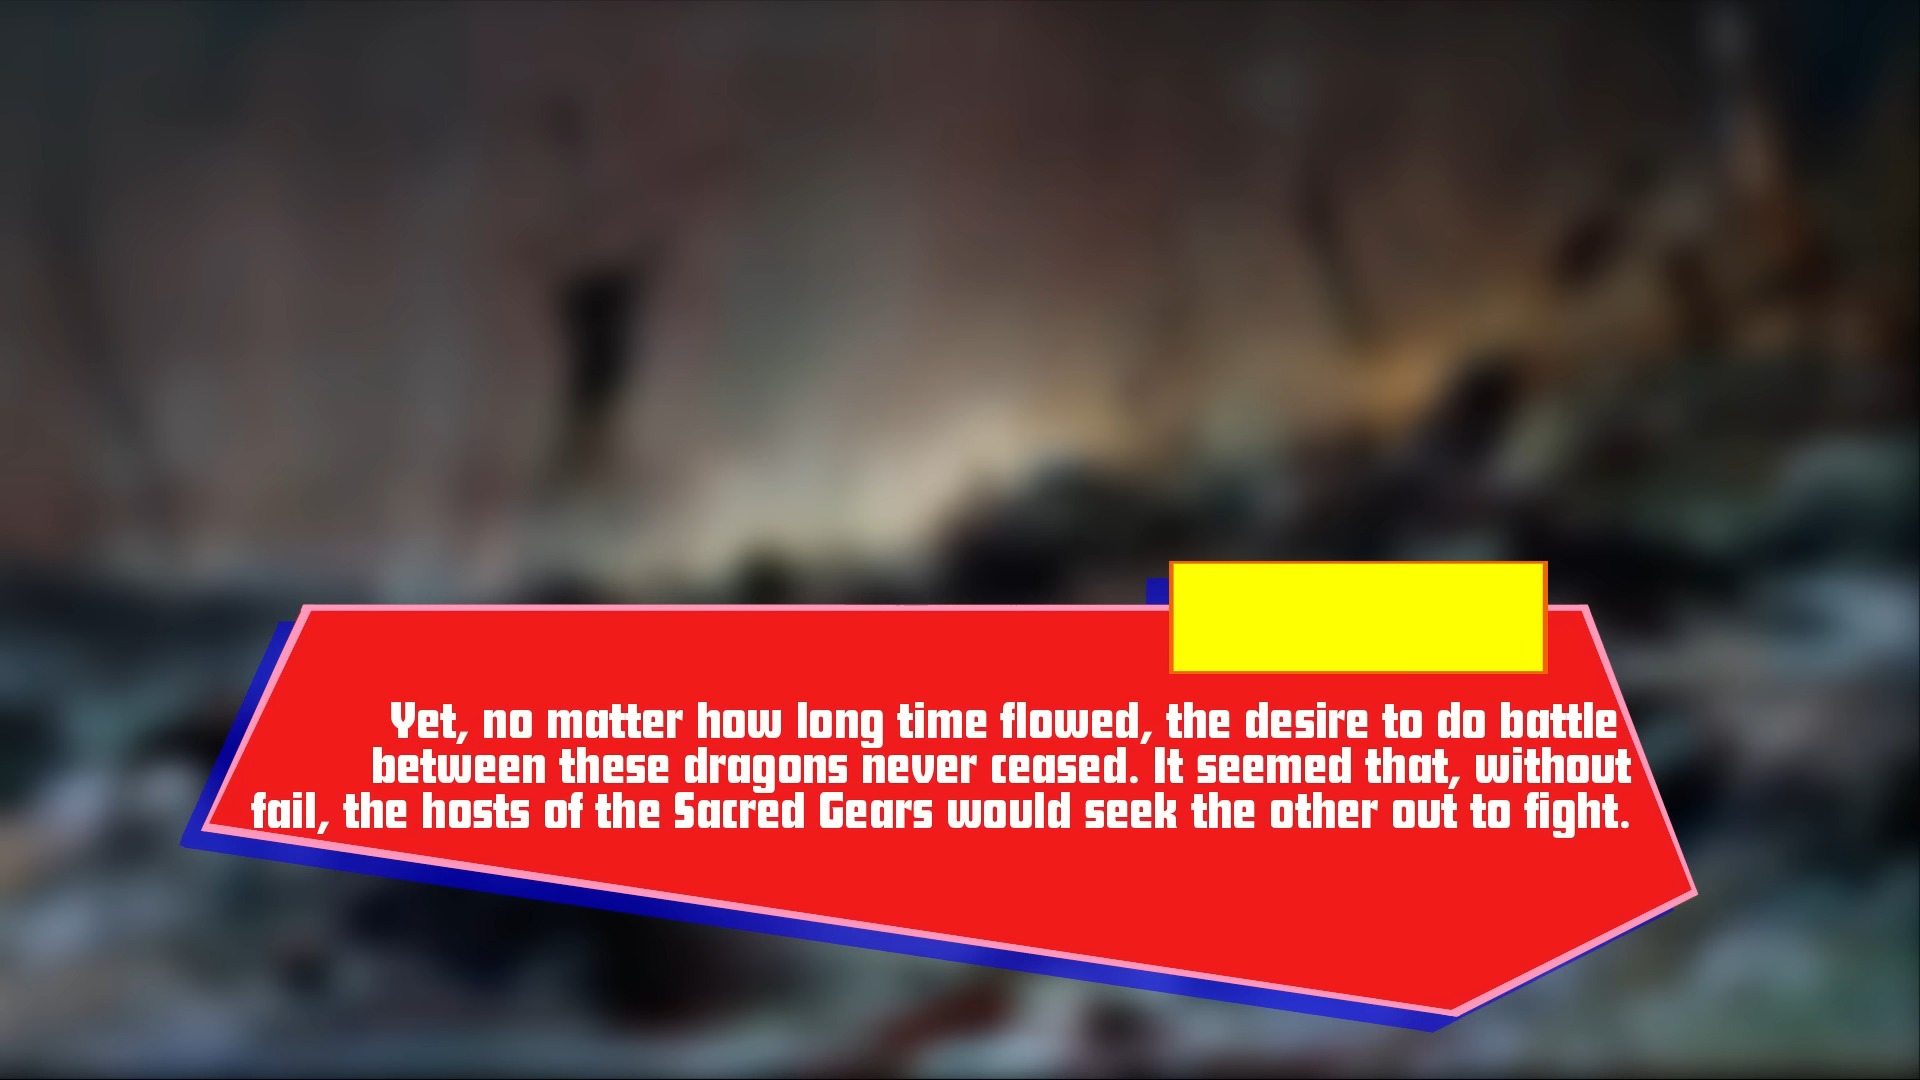 Yet, no matter how long time flowed, the desire to do battle
between these dragons never ceased. It seemed that, without
fail, the hosts of the Sacred Gears would seek the other out to fight.